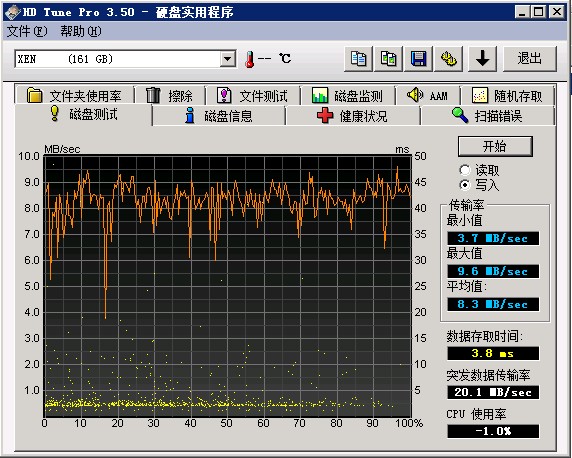 HD Tune Pro 3.50 - 硬盘实用程序
文件(F) 帮助(H)
XEN (161 GB)
-- ℃
退出
文件夹使用率 擦除 文件测试 磁盘监测 AAM 随机存取
磁盘测试 磁盘信息 健康状况 扫描错误
MB/sec ms
10.0 50
9.0 45
8.0 40
7.0 35
6.0 30
5.0 25
4.0 20
3.0 15
2.0 10
1.0 5
0 10 20 30 40 50 60 70 80 90 100%
开始
读取
写入
传输率
最小值
3.7 MB/sec
最大值
9.6 MB/sec
平均值:
8.3 MB/sec
数据存取时间:
3.8 ms
突发数据传输率
20.1 MB/sec
CPU 使用率
-1.0%